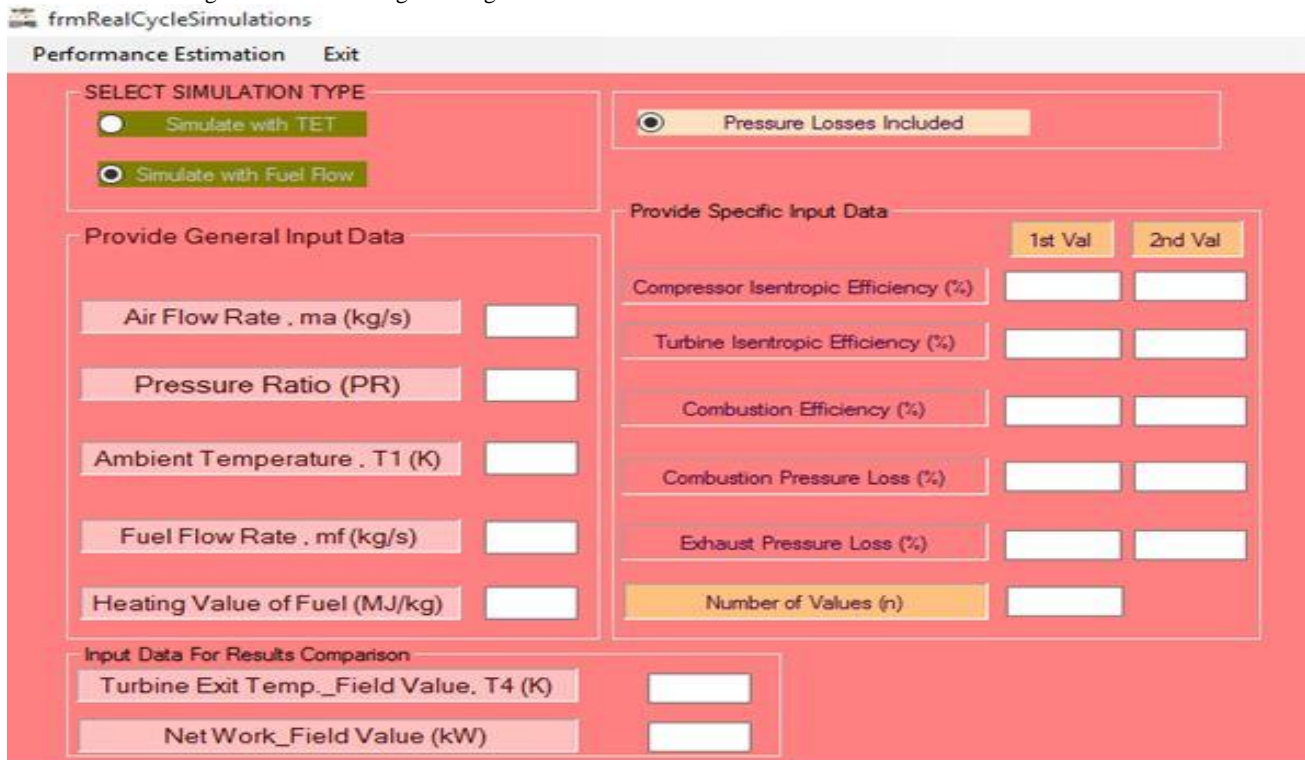 frmRealCycleSimulations
Performance Estimation Exit
SELECT SIMULATION TYPE
Simulate with TET
Simulate with Fuel Flow
Pressure Losses Included
Provide General Input Data
Air Flow Rate , ma (kg/s)
Pressure Ratio (PR)
Ambient Temperature , T1 (K)
Fuel Flow Rate , mf (kg/s)
Heating Value of Fuel (MJ/kg)
Provide Specific Input Data
1st Val 2nd Val
Compressor Isentropic Efficiency (%)
Turbine Isentropic Efficiency (%)
Combustion Efficiency (%)
Combustion Pressure Loss (%)
Exhaust Pressure Loss (%)
Number of Values (n)
Input Data For Results Comparison
Turbine Exit Temp._Field Value, T4 (K)
Net Work_Field Value (kW)